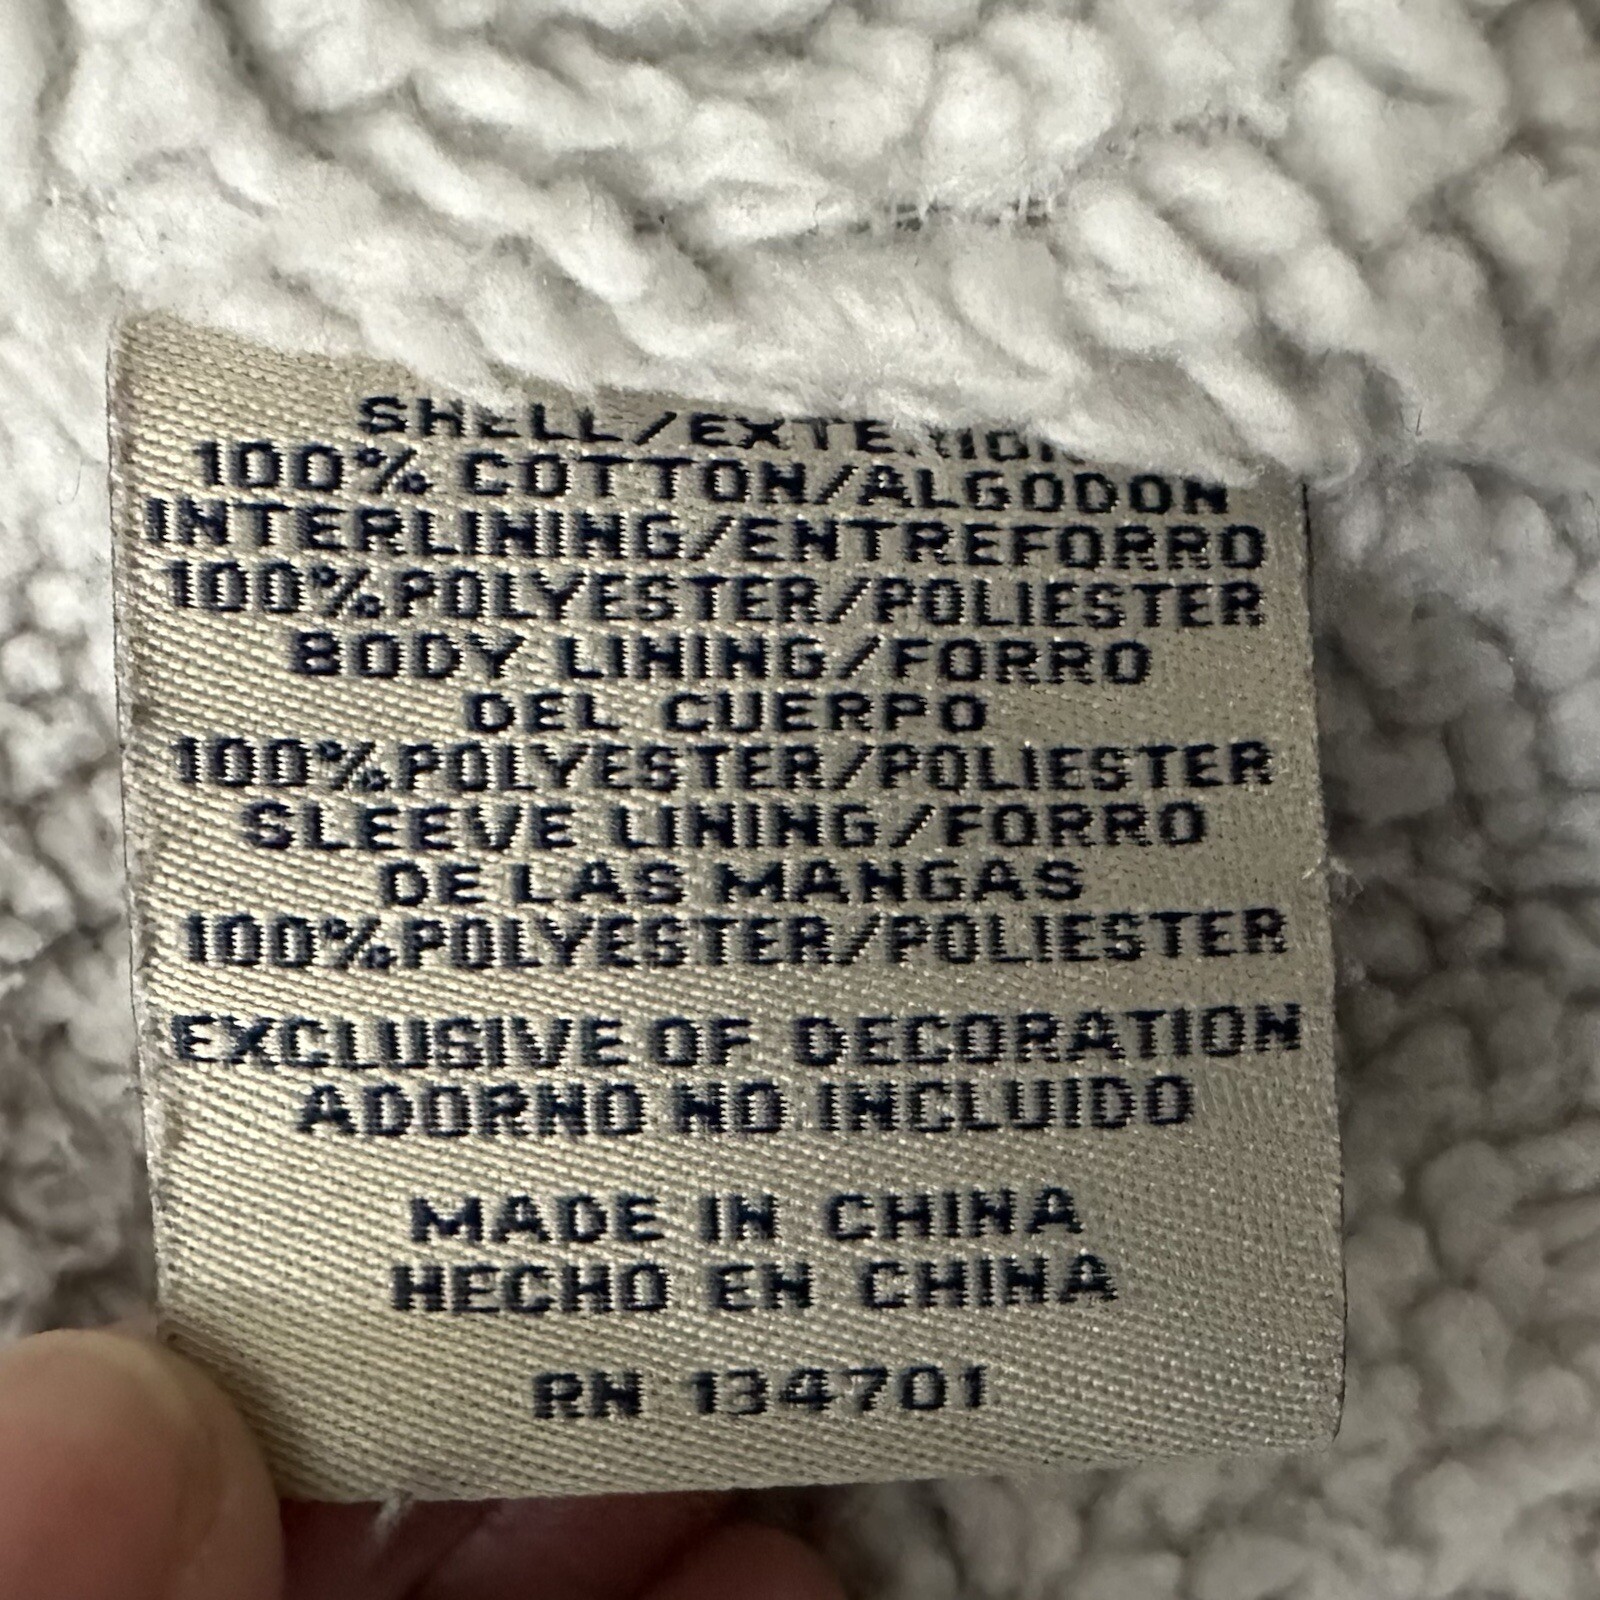 SHELL/EXTERIOR
100% COTTON/ALGODON
INTERLINING/ENTREFORRO
100%POLYESTER/POLIESTER
BODY LINING/FORRO
DEL CUERPO
100%POLYESTER/POLIESTER
SLEEVE LINING/FORRO
DE LAS MANGAS
100%POLYESTER/POLIESTER
EXCLUSIVE OF DECORATION
ADORNO NO INCLUIDO
MADE IN CHINA
HECHO EN CHINA
RN 134701